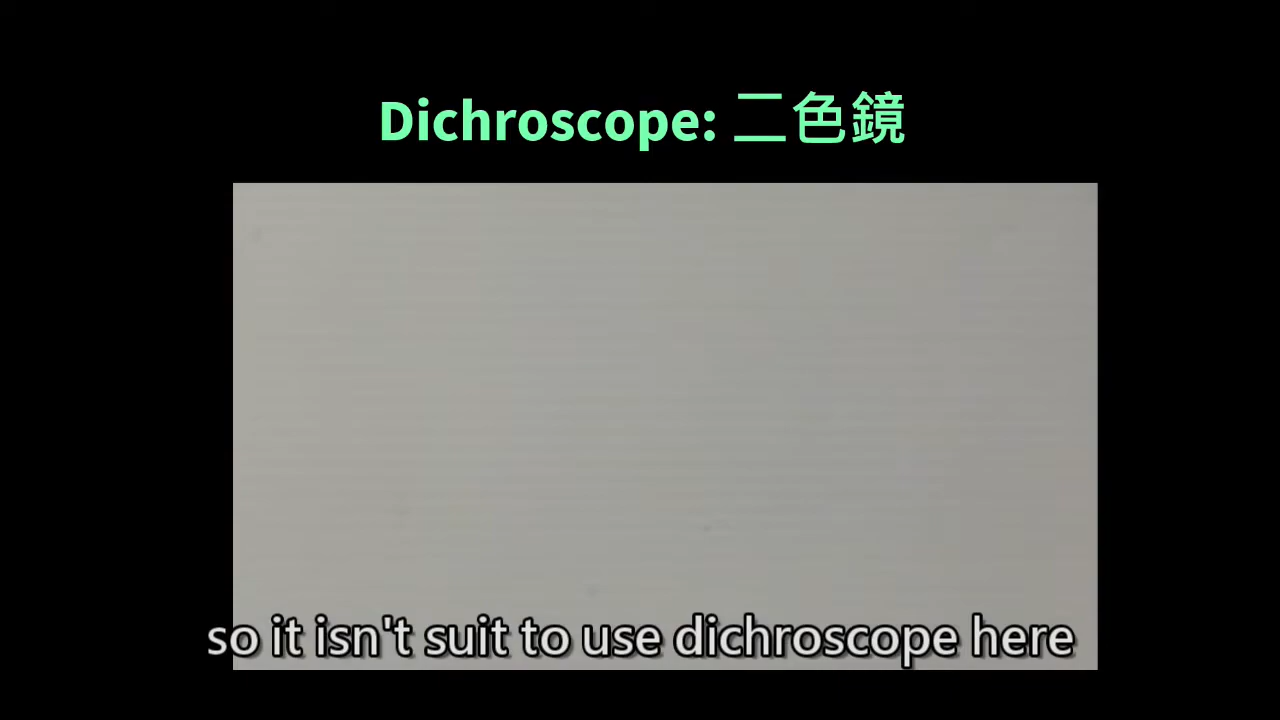 Dichroscope: 二色鏡
so it isn't suit to use dichroscope here